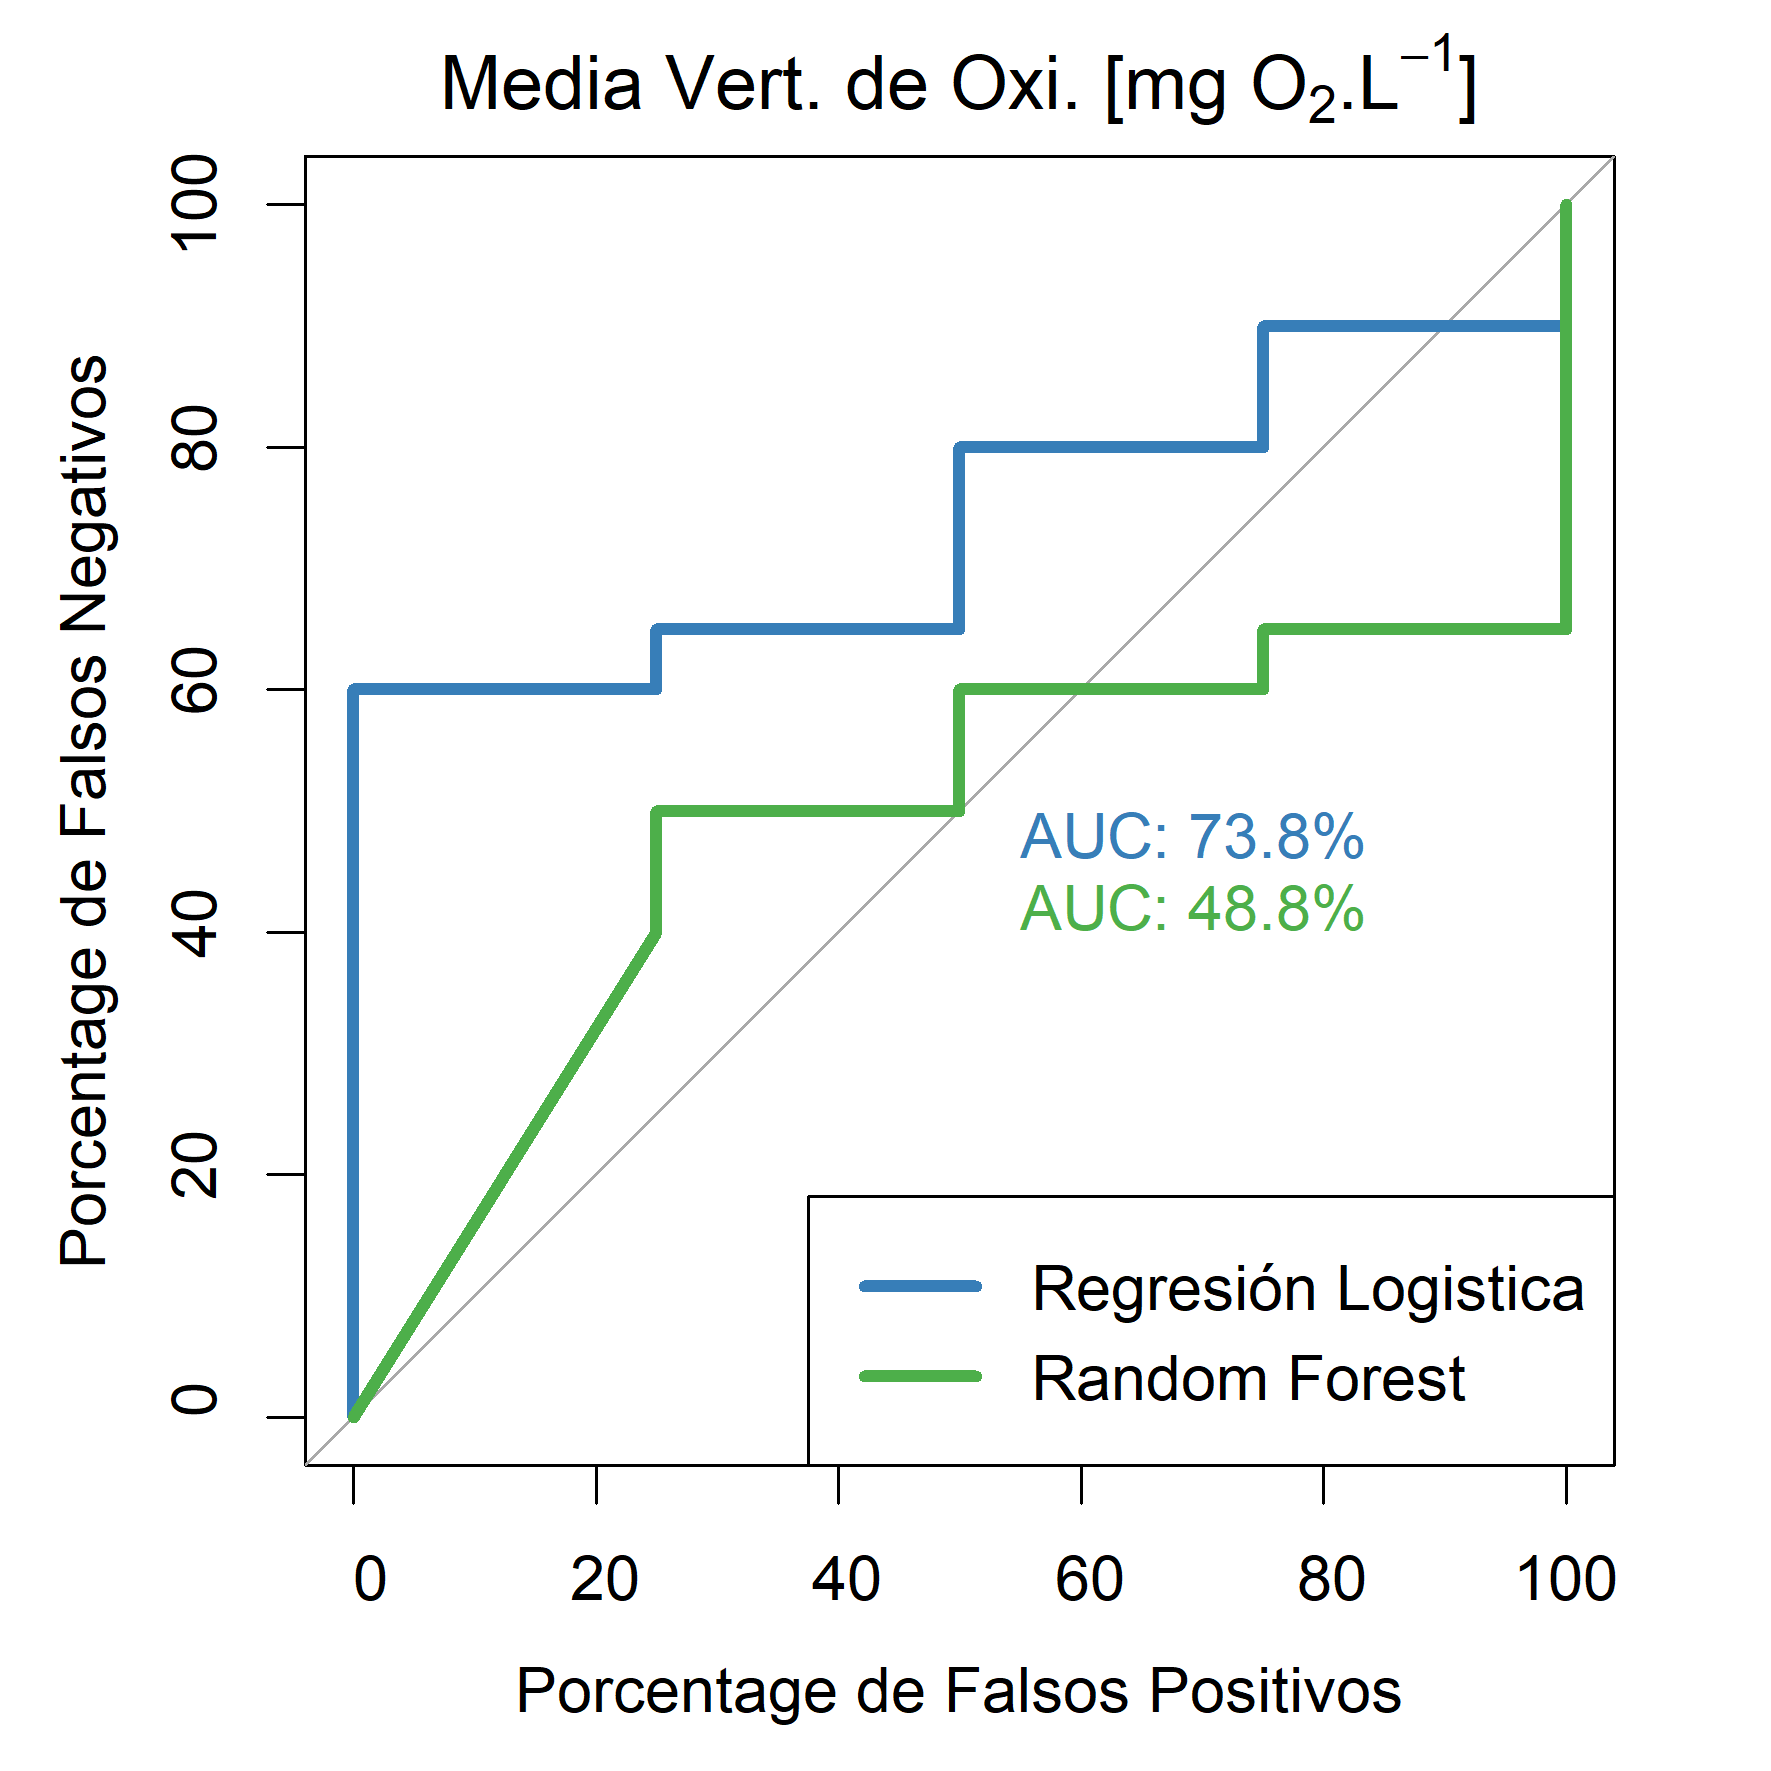 Media Vert. de Oxi. [mg O₂.L⁻¹]
Porcentage de Falsos Negativos
100
80
60
40
20
0
AUC: 73.8%
AUC: 48.8%
Regresión Logistica
Random Forest
0 20 40 60 80 100
Porcentage de Falsos Positivos